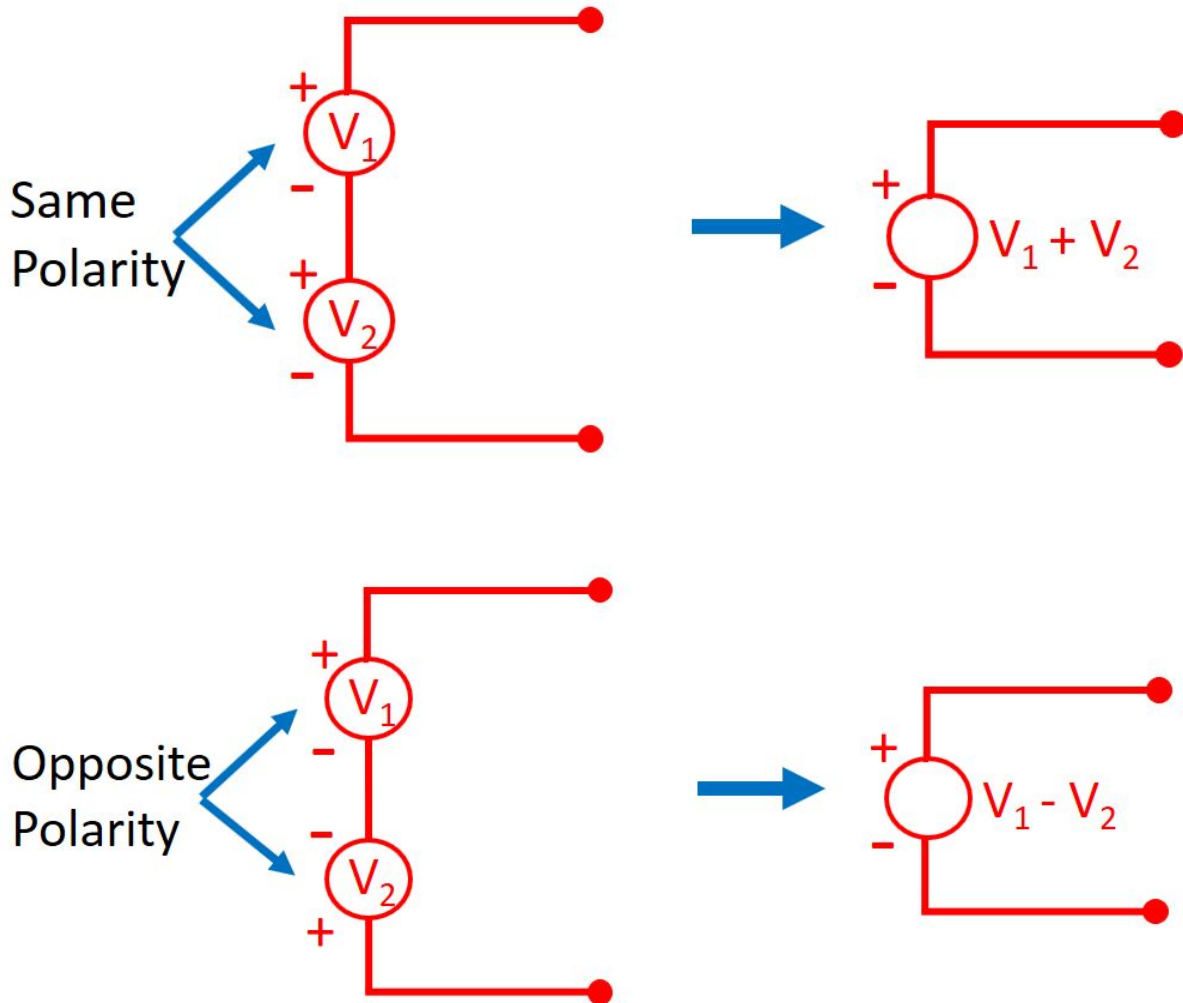 +
V₁
-
Same
Polarity
+
V₂
-
+
V₁ + V₂
-
+
V₁
-
Opposite
Polarity
-
V₂
+
+
V₁ - V₂
-